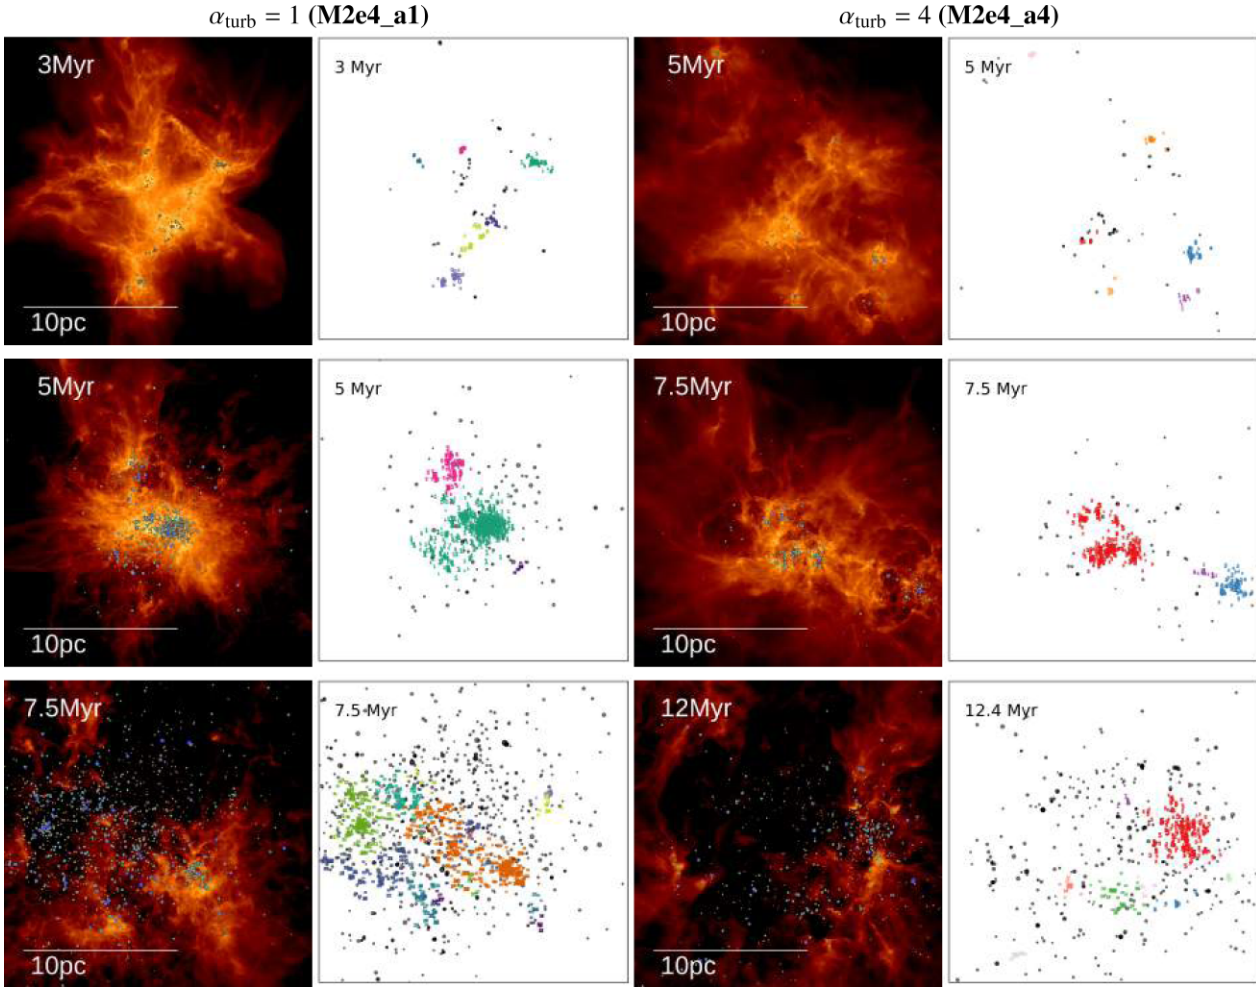 α_turb = 1 (M2e4_a1)
α_turb = 4 (M2e4_a4)
3Myr
3 Myr
5Myr
5 Myr
10pc
10pc
5Myr
5 Myr
7.5Myr
7.5 Myr
10pc
10pc
7.5Myr
7.5 Myr
12Myr
12.4 Myr
10pc
10pc